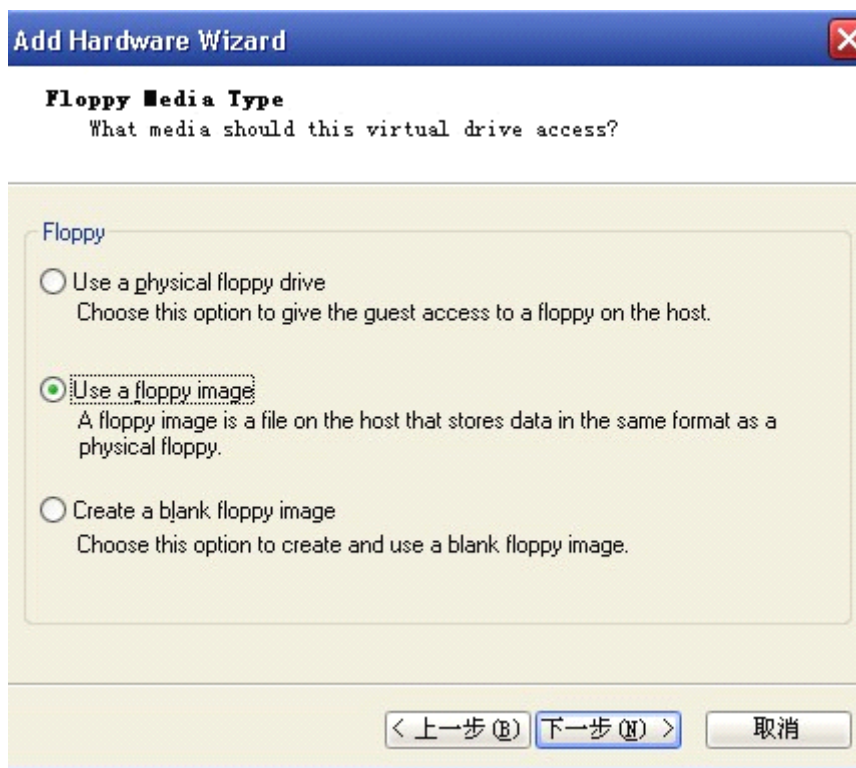 Add Hardware Wizard
Floppy Media Type
What media should this virtual drive access?
Floppy
Use a physical floppy drive
Choose this option to give the guest access to a floppy on the host.
Use a floppy image
A floppy image is a file on the host that stores data in the same format as a
physical floppy.
Create a blank floppy image
Choose this option to create and use a blank floppy image.
< 上一步(B) 下一步(N) > 取消